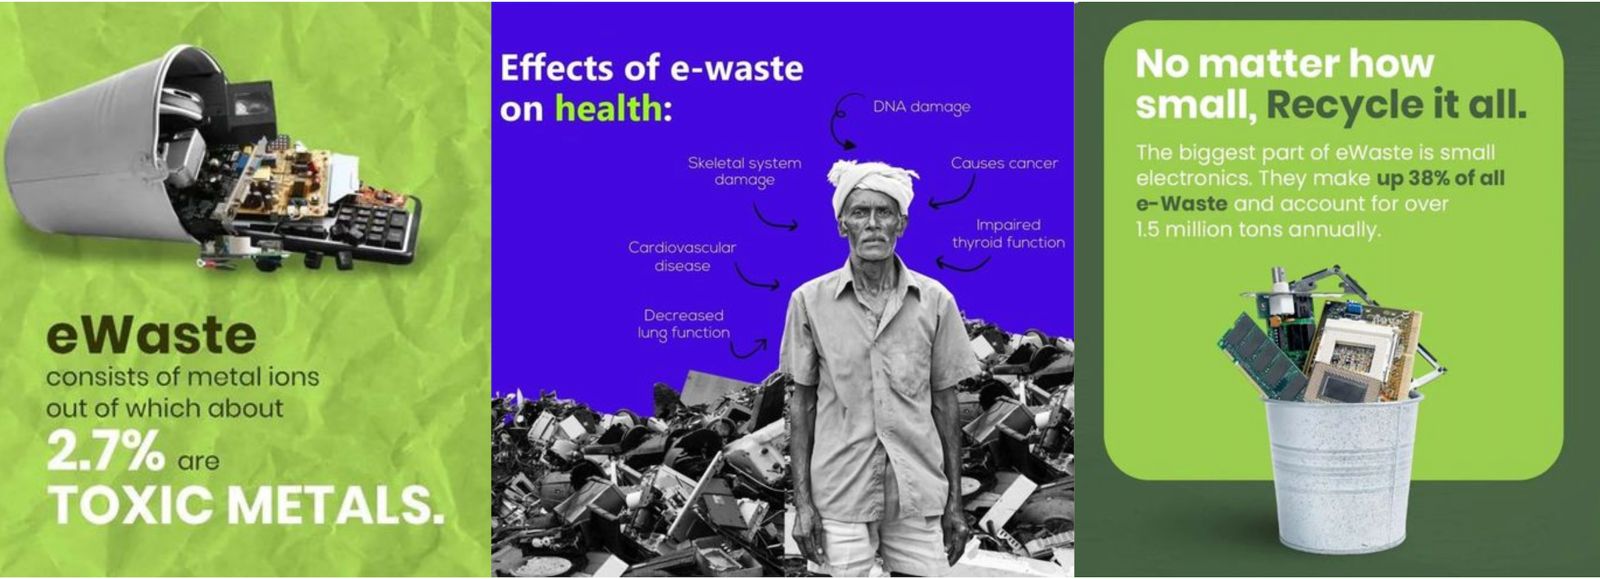 eWaste
consists of metal ions
out of which about
2.7% are
TOXIC METALS.
Effects of e-waste
on health:
DNA damage
Skeletal system
damage
Causes cancer
Impaired
thyroid function
Cardiovascular
disease
Decreased
lung function
No matter how
small, Recycle it all.
The biggest part of eWaste is small
electronics. They make up 38% of all
e-Waste and account for over
1.5 million tons annually.